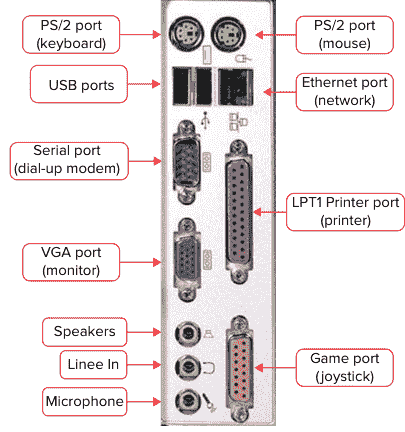 PS/2 port
(keyboard)
PS/2 port
(mouse)
USB ports
Ethernet port
(network)
Serial port
(dial-up modem)
LPT1 Printer port
(printer)
VGA port
(monitor)
Speakers
Linee In
Game port
(joystick)
Microphone